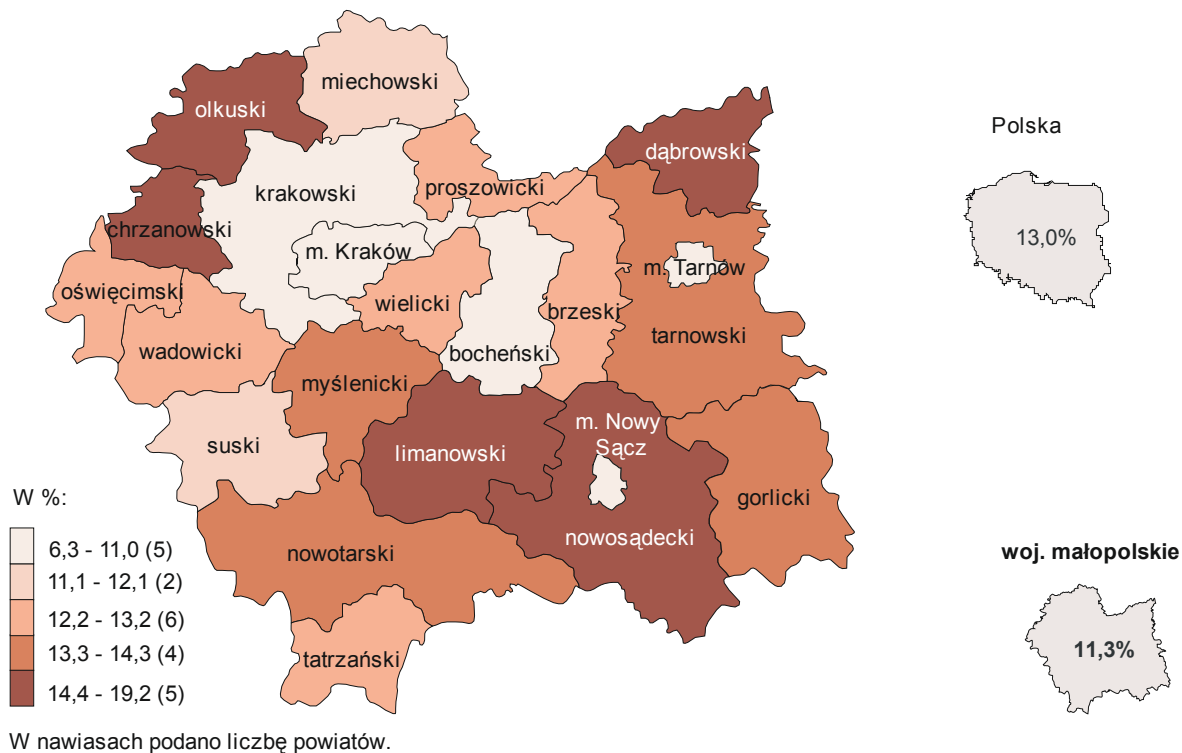 miechowski
olkuski
dąbrowski
Polska
krakowski
proszowicki
chrzanowski
13,0%
m. Kraków
m. Tarnów
oświęcimski
wielicki
brzeski
tarnowski
wadowicki
bocheński
myślenicki
m. Nowy
Sącz
suski
limanowski
gorlicki
nowosądecki
nowotarski
tatrzański
woj. małopolskie
11,3%
W %:
6,3 - 11,0 (5)
11,1 - 12,1 (2)
12,2 - 13,2 (6)
13,3 - 14,3 (4)
14,4 - 19,2 (5)
W nawiasach podano liczbę powiatów.